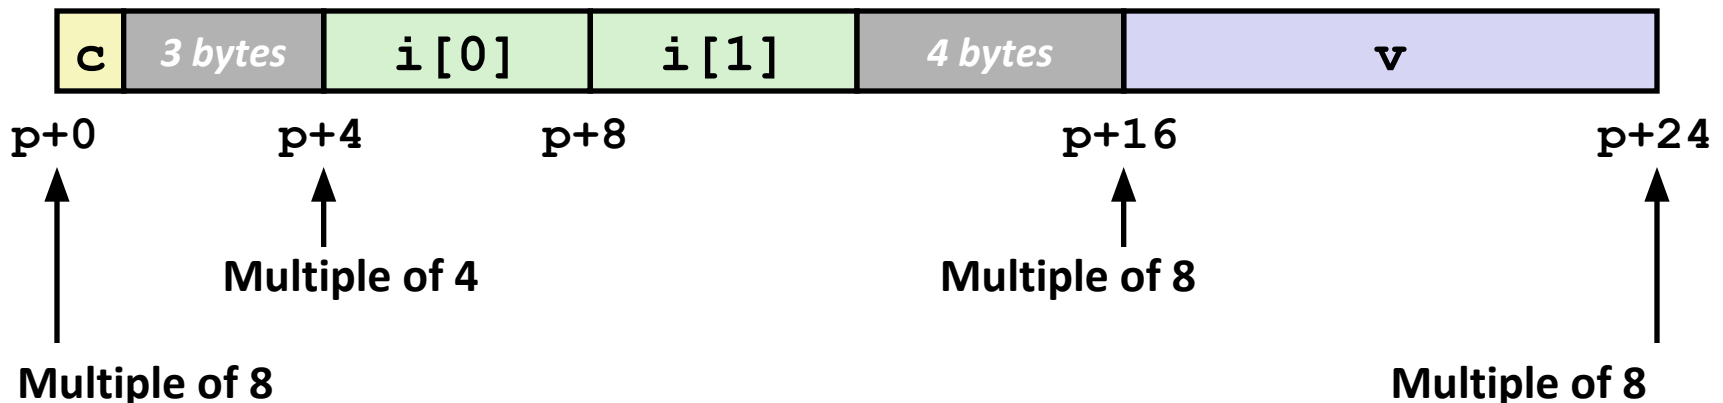 c 3 bytes i[0] i[1] 4 bytes v
p+0 p+4 p+8 p+16 p+24
Multiple of 4 Multiple of 8
Multiple of 8 Multiple of 8